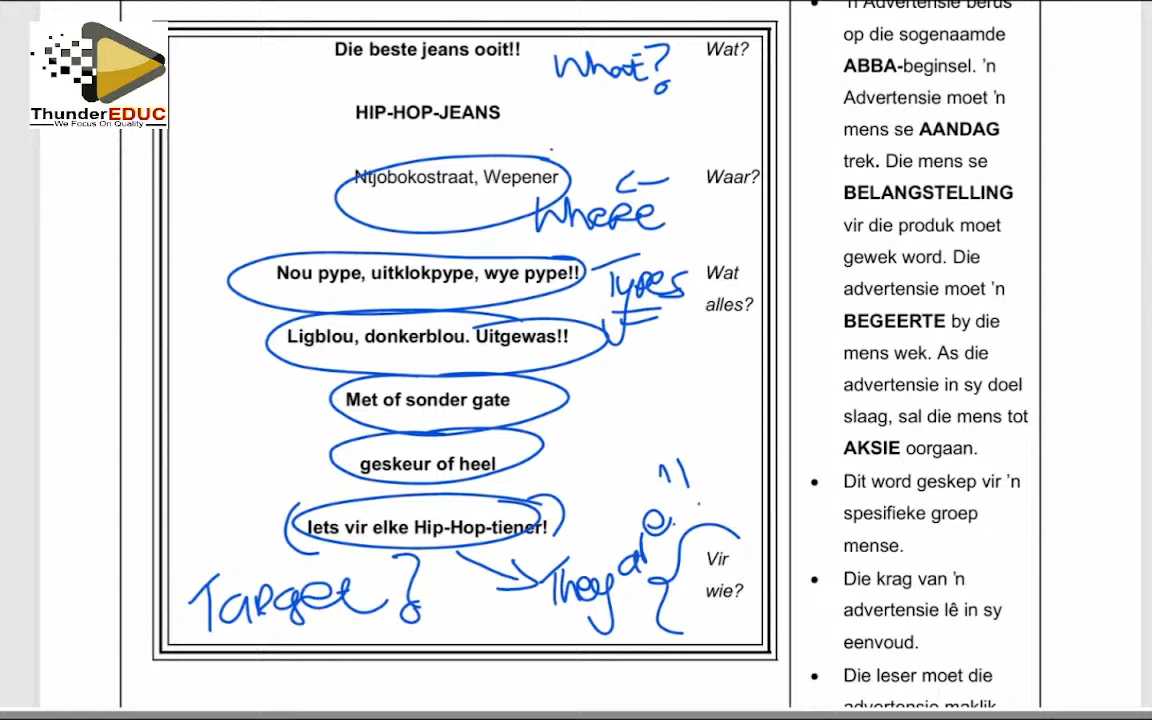 ThunderEDUC
We Focus On Quality
Die beste jeans ooit!!
What?
Wat?
HIP-HOP-JEANS
Ntjobokostraat, Wepener
Where
Waar?
Nou pype, uitklokpype, wye pype!!
Types
Wat
alles?
Ligblou, donkerblou. Uitgewas!!
Met of sonder gate
geskeur of heel
Iets vir elke Hip-Hop-tiener!
Target?
They are
Vir
wie?
'n Advertensie berus
op die sogenaamde
ABBA-beginsel. 'n
Advertensie moet 'n
mens se AANDAG
trek. Die mens se
BELANGSTELLING
vir die produk moet
gewek word. Die
advertensie moet 'n
BEGEERTE by die
mens wek. As die
advertensie in sy doel
slaag, sal die mens tot
AKSIE oorgaan.
• Dit word geskep vir 'n
spesifieke groep
mense.
• Die krag van 'n
advertensie lê in sy
eenvoud.
• Die leser moet die
advertensie maklik